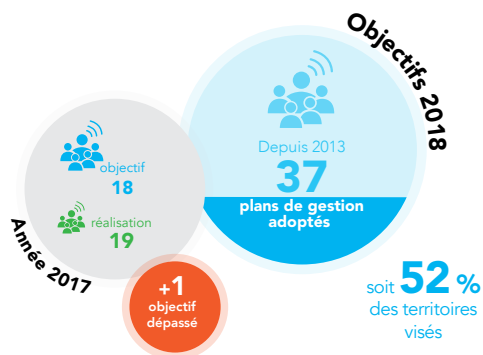 Année 2017
objectif
18
réalisation
19
+1
objectif
dépassé
Objectifs 2018
Depuis 2013
37
plans de gestion
adoptés
soit 52 %
des territoires
visés